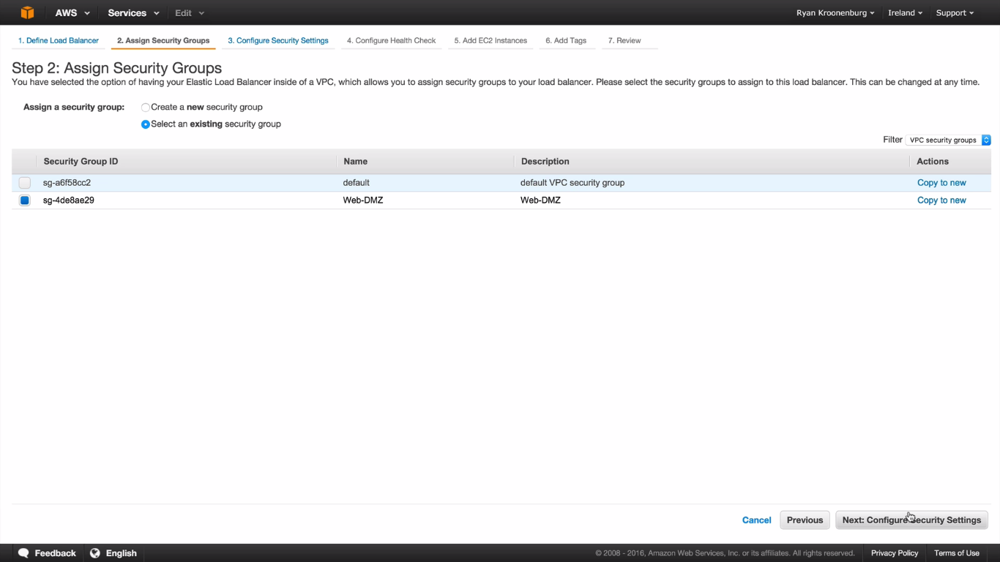 AWS Services Edit Ryan Kroonenburg Ireland Support
1. Define Load Balancer 2. Assign Security Groups 3. Configure Security Settings 4. Configure Health Check 5. Add EC2 Instances 6. Add Tags 7. Review
Step 2: Assign Security Groups
You have selected the option of having your Elastic Load Balancer inside of a VPC, which allows you to assign security groups to your load balancer. Please select the security groups to assign to this load balancer. This can be changed at any time.
Assign a security group: Create a new security group
Select an existing security group
Filter VPC security groups
Security Group ID Name Description Actions
sg-a6f58cc2 default default VPC security group Copy to new
sg-4de8ae29 Web-DMZ Web-DMZ Copy to new
Cancel Previous Next: Configure Security Settings
Feedback English © 2008 - 2016, Amazon Web Services, Inc. or its affiliates. All rights reserved. Privacy Policy Terms of Use